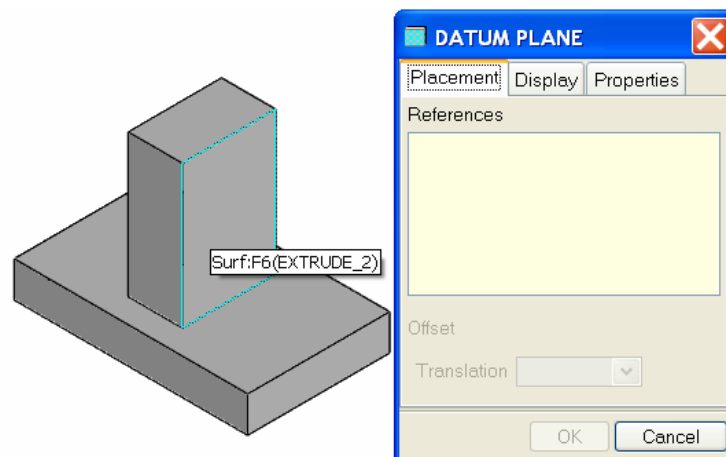 DATUM PLANE
Placement
Display
Properties
References
Surf:F6(EXTRUDE_2)
Offset
Translation
OK
Cancel